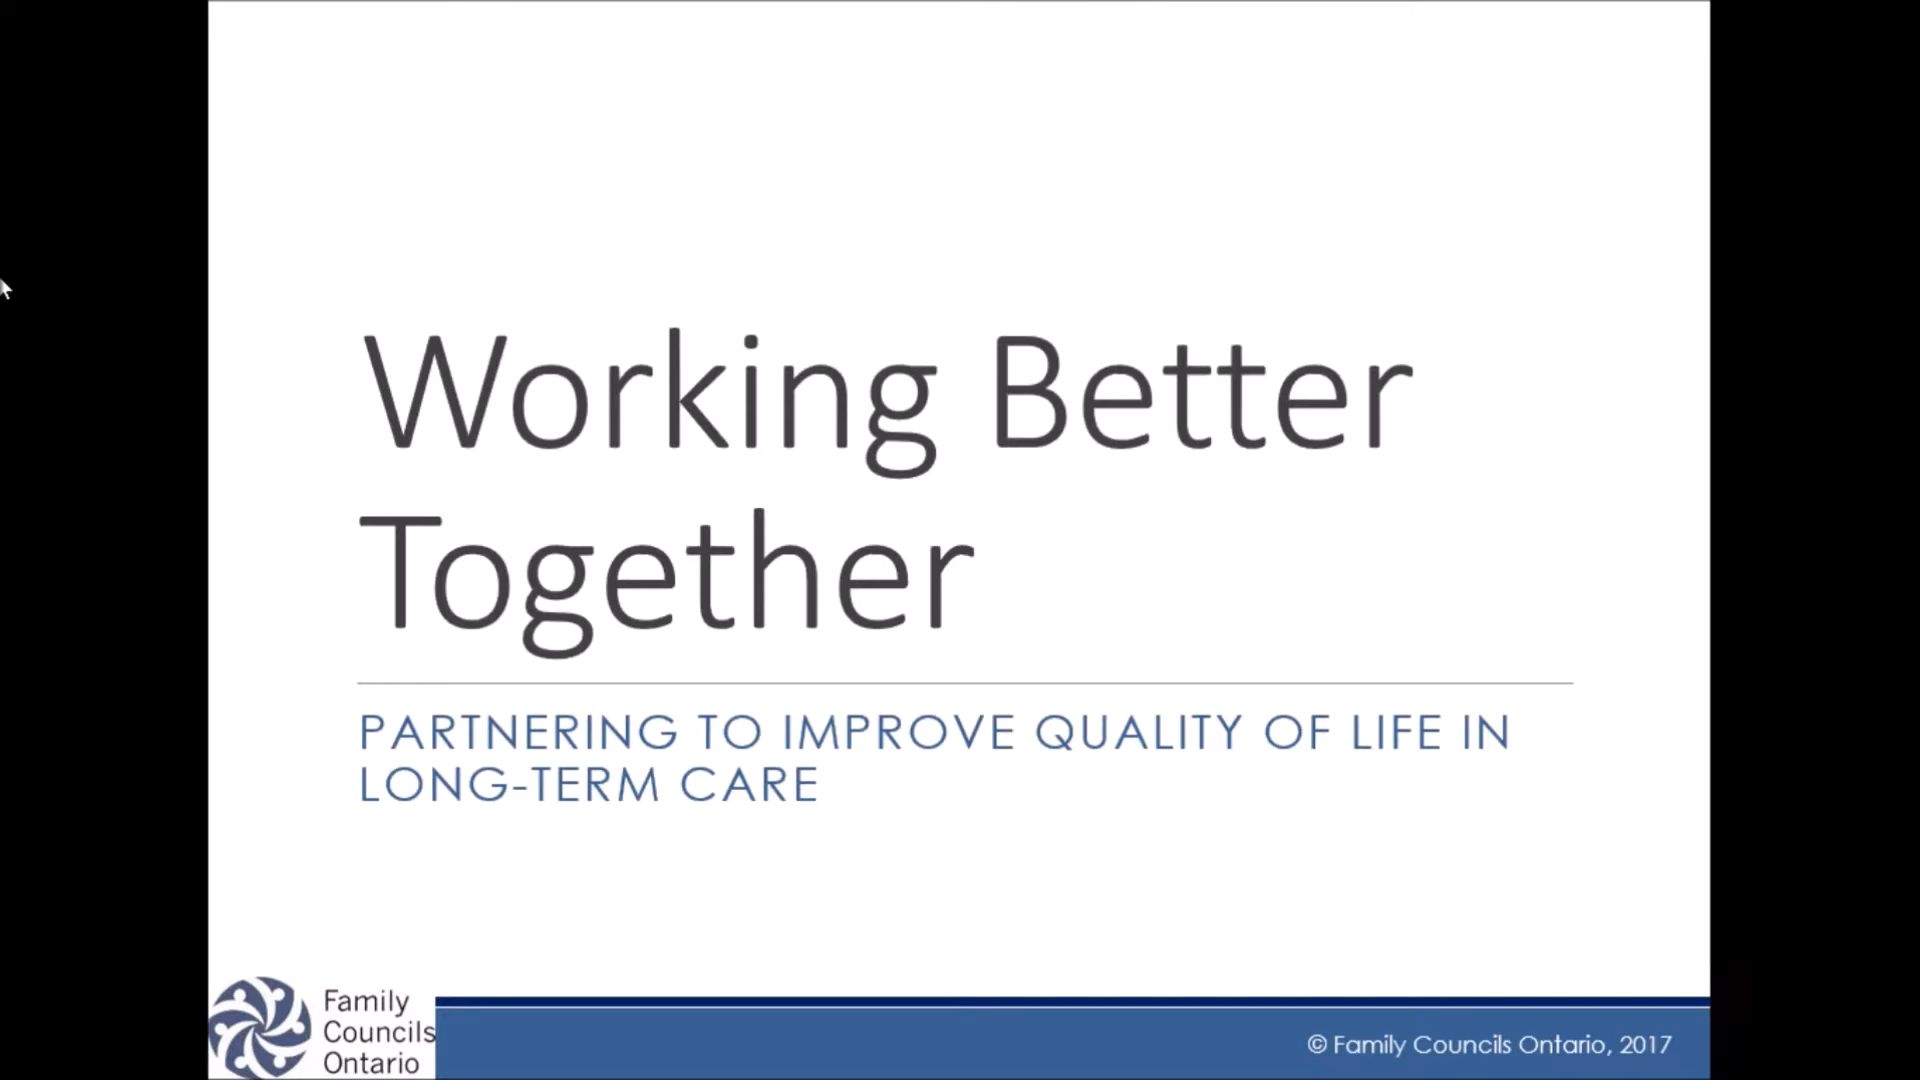 Working Better
Together
PARTNERING TO IMPROVE QUALITY OF LIFE IN
LONG-TERM CARE
Family
Councils
Ontario
© Family Councils Ontario, 2017